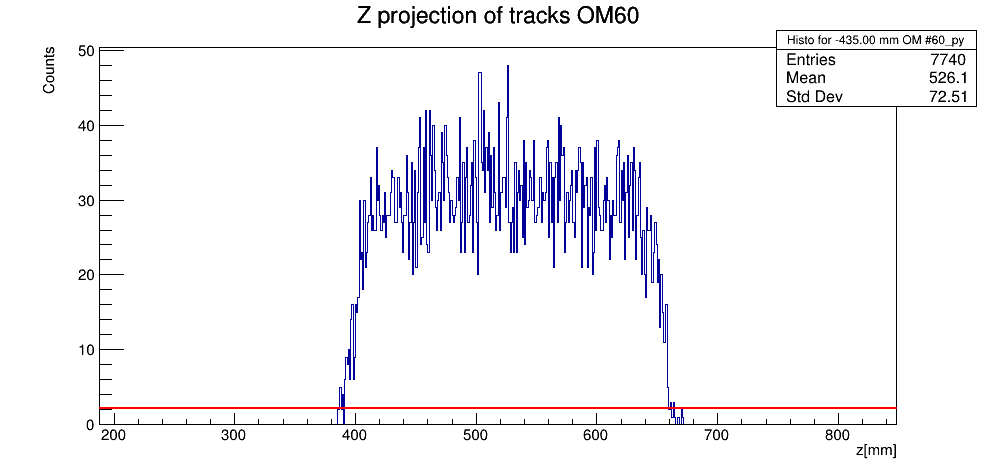 Z projection of tracks OM60
Histo for -435.00 mm OM #60_py
Entries 7740
Mean 526.1
Std Dev 72.51
Counts
50
40
30
20
10
0
200 300 400 500 600 700 800
z[mm]